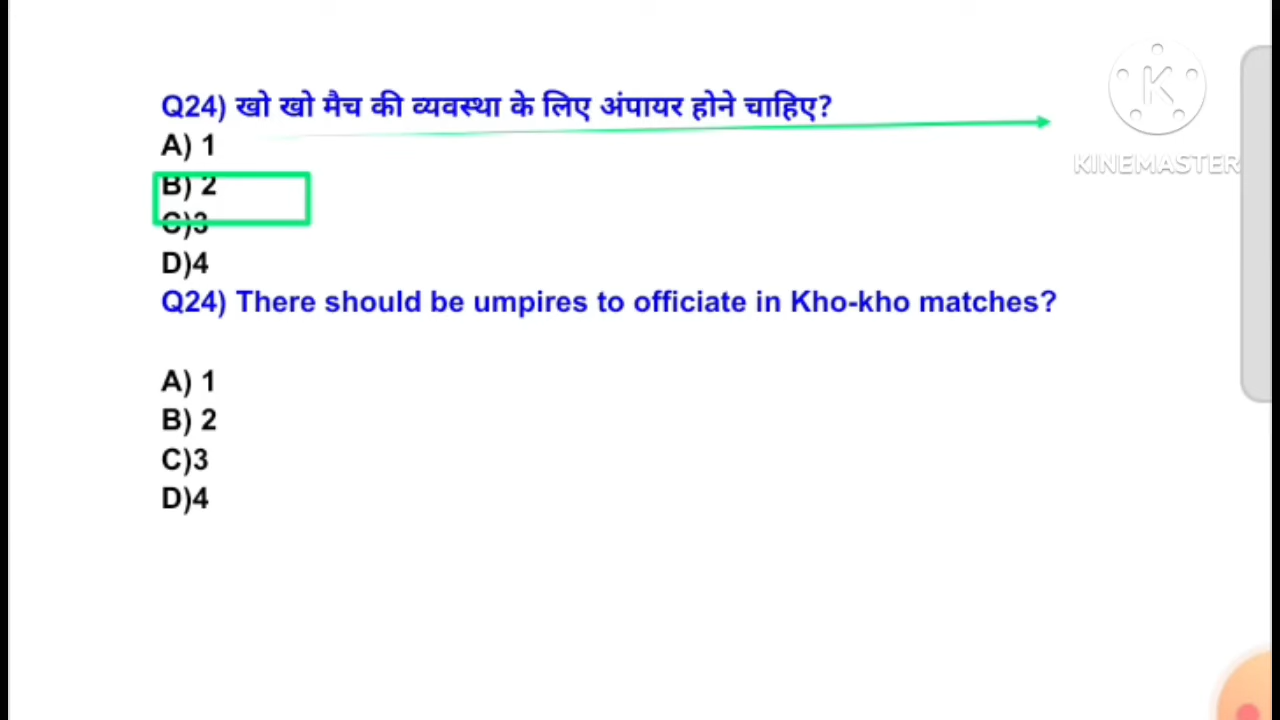 Q24) खो खो मैच की व्यवस्था के लिए अंपायर होने चाहिए?
A) 1
B) 2
C)3
D)4
Q24) There should be umpires to officiate in Kho-kho matches?
A) 1
B) 2
C)3
D)4
K
KINEMASTER